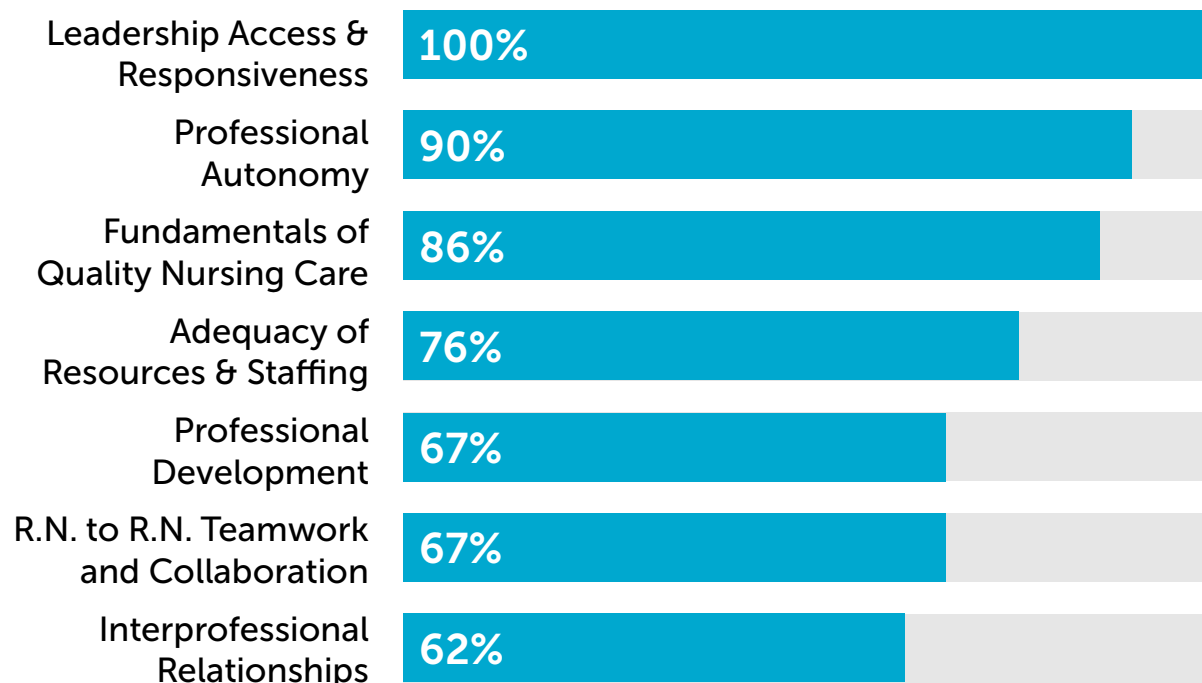 Leadership Access &
Responsiveness
100%
Professional
Autonomy
90%
Fundamentals of
Quality Nursing Care
86%
Adequacy of
Resources & Staffing
76%
Professional
Development
67%
R.N. to R.N. Teamwork
and Collaboration
67%
Interprofessional
Relationships
62%